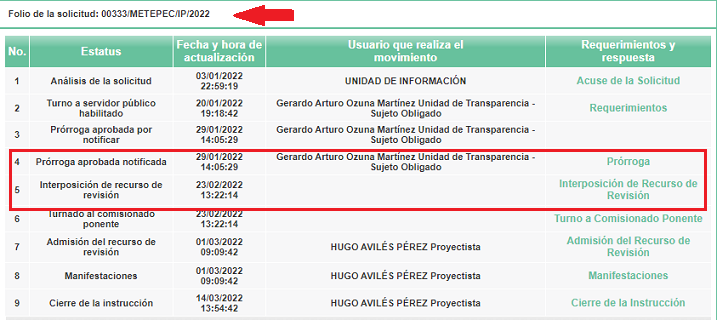 Folio de la solicitud: 00333/METEPEC/IP/2022
No. Estatus Fecha y hora de actualización Usuario que realiza el movimiento Requerimientos y respuesta
1 Análisis de la solicitud 03/01/2022 22:59:19 UNIDAD DE INFORMACIÓN Acuse de la Solicitud
2 Turno a servidor público habilitado 20/01/2022 19:18:42 Gerardo Arturo Ozuna Martínez Unidad de Transparencia - Sujeto Obligado Requerimientos
3 Prórroga aprobada por notificar 29/01/2022 14:05:29
4 Prórroga aprobada notificada 29/01/2022 14:05:29 Gerardo Arturo Ozuna Martínez Unidad de Transparencia - Sujeto Obligado Prórroga
5 Interposición de recurso de revisión 23/02/2022 13:22:14 Interposición de Recurso de Revisión
6 Turnado al comisionado ponente 23/02/2022 13:22:14 Turno a Comisionado Ponente
7 Admisión del recurso de revisión 01/03/2022 09:09:42 HUGO AVILÉS PÉREZ Proyectista Admisión del Recurso de Revisión
8 Manifestaciones 01/03/2022 09:09:42 HUGO AVILÉS PÉREZ Proyectista Manifestaciones
9 Cierre de la instrucción 14/03/2022 13:54:42 HUGO AVILÉS PÉREZ Proyectista Cierre de la Instrucción